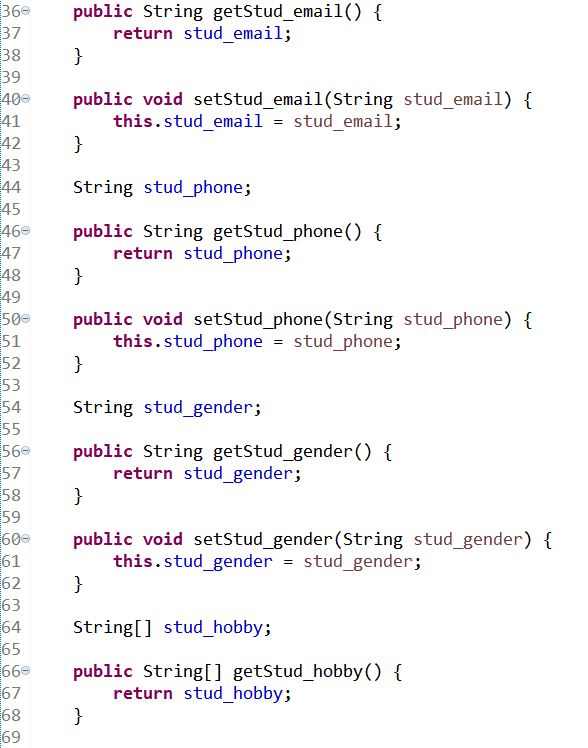 36 public String getStud_email() {
37 return stud_email;
38 }
39
40 public void setStud_email(String stud_email) {
41 this.stud_email = stud_email;
42 }
43
44 String stud_phone;
45
46 public String getStud_phone() {
47 return stud_phone;
48 }
49
50 public void setStud_phone(String stud_phone) {
51 this.stud_phone = stud_phone;
52 }
53
54 String stud_gender;
55
56 public String getStud_gender() {
57 return stud_gender;
58 }
59
60 public void setStud_gender(String stud_gender) {
61 this.stud_gender = stud_gender;
62 }
63
64 String[] stud_hobby;
65
66 public String[] getStud_hobby() {
67 return stud_hobby;
68 }
69